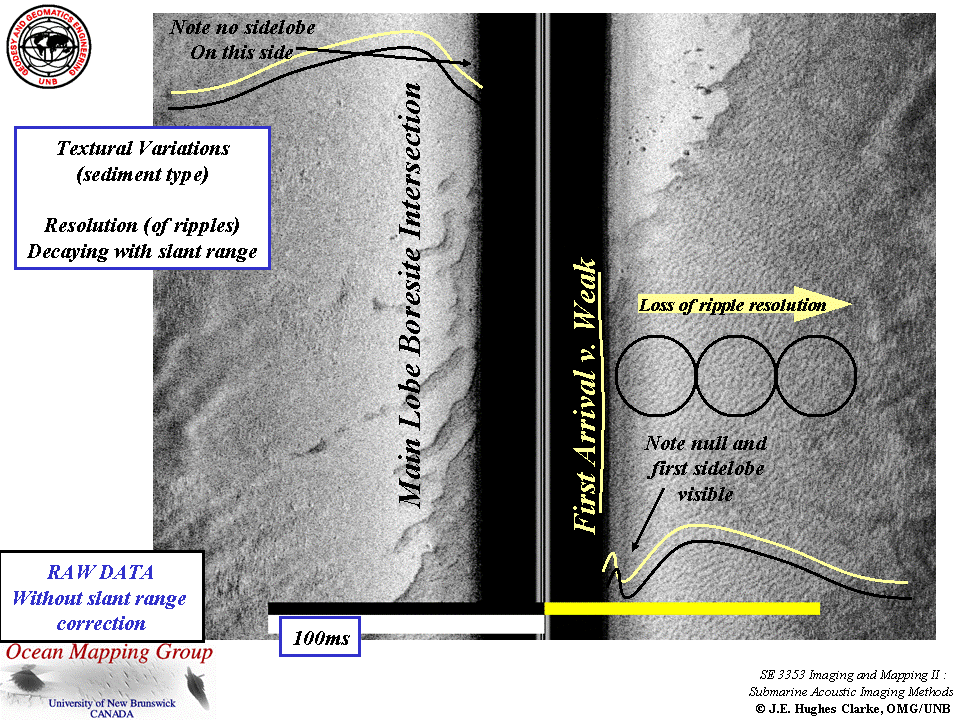 GEODESY AND GEOMATICS ENGINEERING
UNB
Note no sidelobe
On this side
Textural Variations
(sediment type)
Resolution (of ripples)
Decaying with slant range
Main Lobe Boresite Intersection
First Arrival v. Weak
Loss of ripple resolution
Note null and
first sidelobe
visible
RAW DATA
Without slant range
correction
100ms
Ocean Mapping Group
University of New Brunswick
CANADA
SE 3353 Imaging and Mapping II :
Submarine Acoustic Imaging Methods
© J.E. Hughes Clarke, OMG/UNB